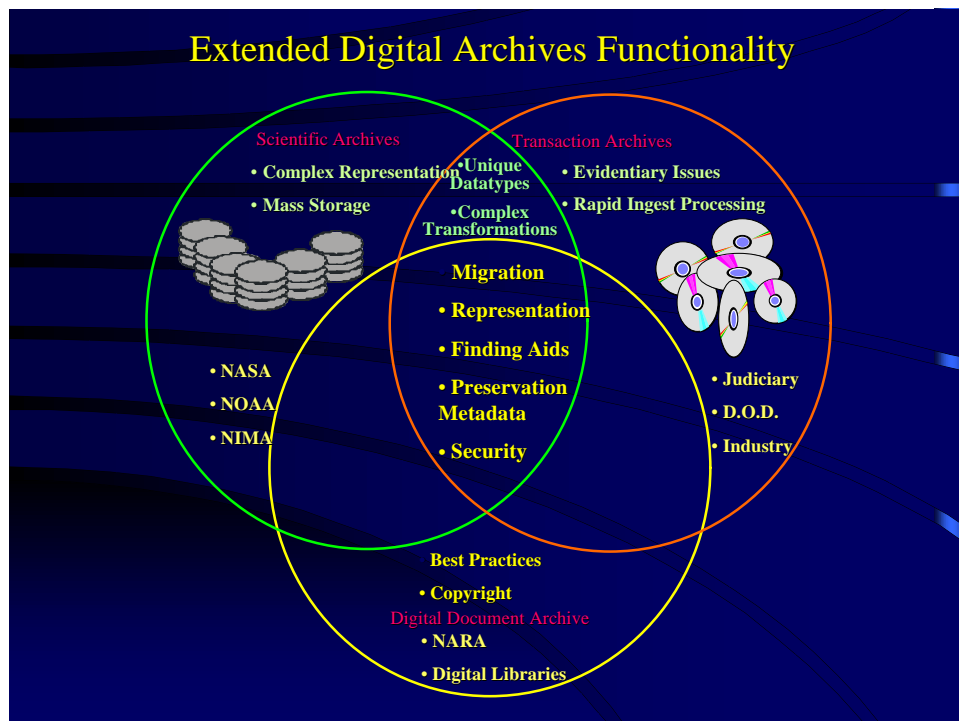 Extended Digital Archives Functionality
Scientific Archives
• Complex Representation
• Mass Storage
•Unique
Datatypes
•Complex
Transformations
Transaction Archives
• Evidentiary Issues
• Rapid Ingest Processing
Migration
• Representation
• Finding Aids
• Preservation
Metadata
• Security
• NASA
• NOAA
• NIMA
• Judiciary
• D.O.D.
• Industry
Best Practices
• Copyright
Digital Document Archive
• NARA
• Digital Libraries